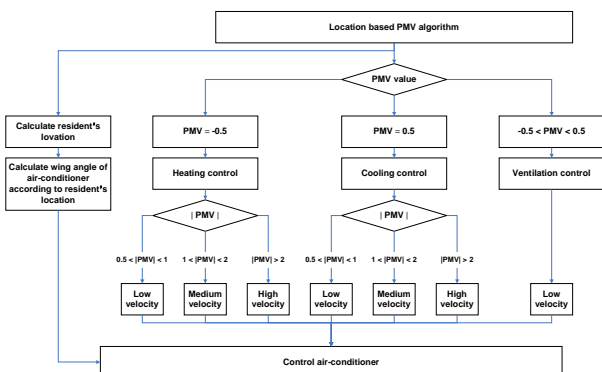 Location based PMV algorithm
PMV value
Calculate resident's
lovation
PMV = -0.5
PMV = 0.5
-0.5 < PMV < 0.5
Calculate wing angle of
air-conditioner
according to resident's
location
Heating control
Cooling control
Ventilation control
| PMV |
| PMV |
0.5 < |PMV| < 1
1 < |PMV| < 2
|PMV| > 2
0.5 < |PMV| < 1
1 < |PMV| < 2
|PMV| > 2
Low
velocity
Medium
velocity
High
velocity
Low
velocity
Medium
velocity
High
velocity
Low
velocity
Control air-conditioner